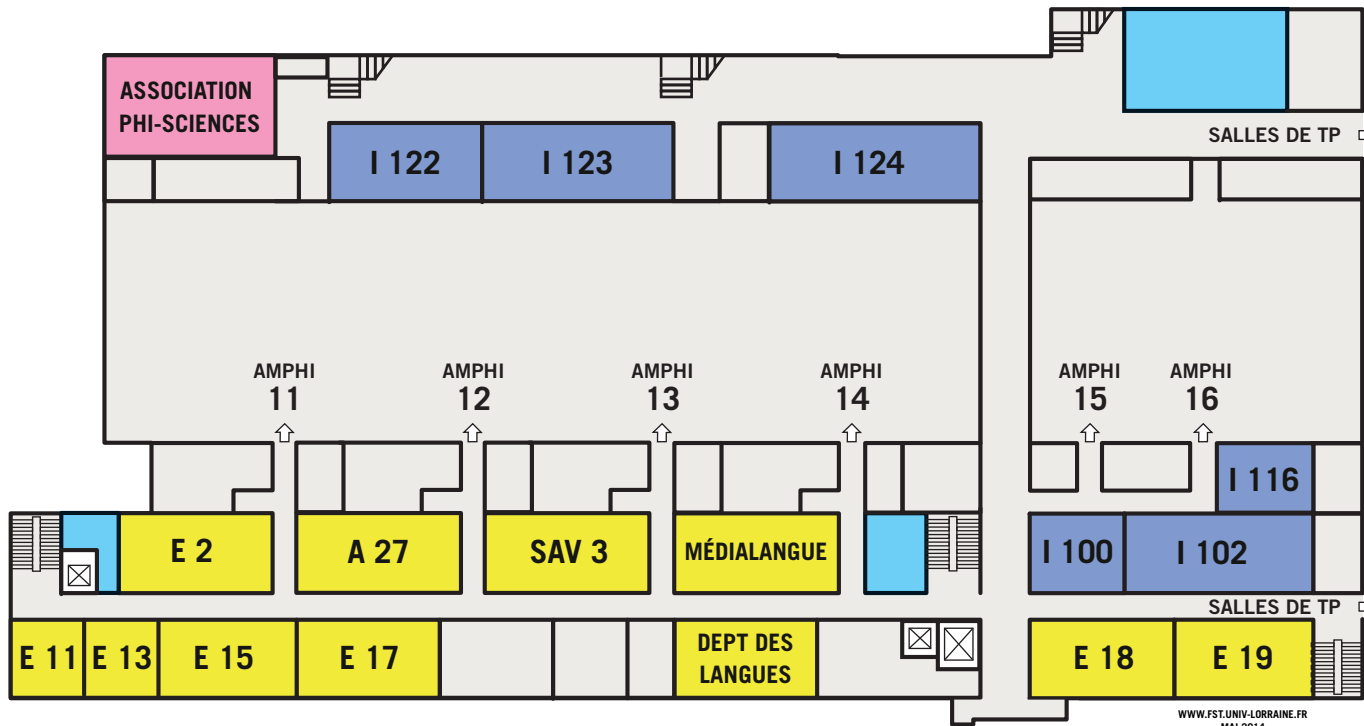 ASSOCIATION
PHI-SCIENCES
SALLES DE TP
I 122
I 123
I 124
AMPHI
11
AMPHI
12
AMPHI
13
AMPHI
14
AMPHI
15
AMPHI
16
I 116
E 2
A 27
SAV 3
MÉDIALANGUE
I 100
I 102
SALLES DE TP
E 11
E 13
E 15
E 17
DEPT DES
LANGUES
E 18
E 19
WWW.FST.UNIV-LORRAINE.FR
MAI 2014